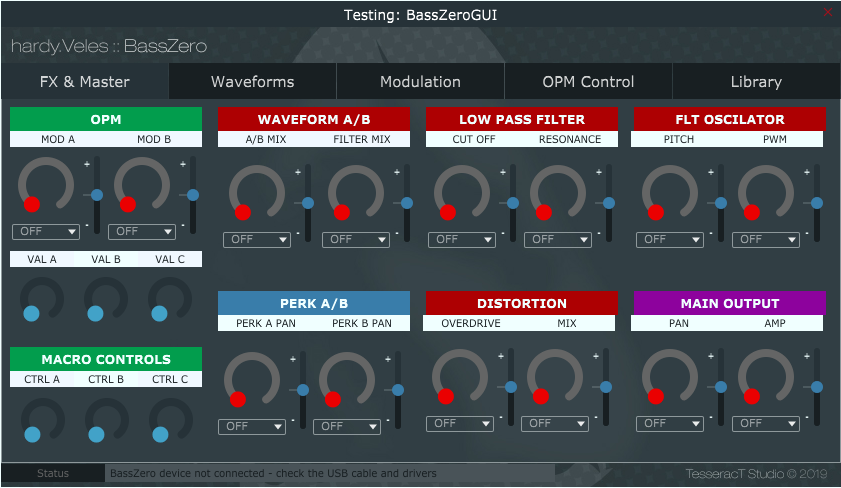 Testing: BassZeroGUI
hardy.Veles :: BassZero
FX & Master Waveforms Modulation OPM Control Library
OPM WAVEFORM A/B LOW PASS FILTER FLT OSCILATOR
MOD A MOD B A/B MIX FILTER MIX CUT OFF RESONANCE PITCH PWM
+ + + + + + + +
- - - - - - - -
OFF OFF OFF OFF OFF OFF OFF OFF
VAL A VAL B VAL C
PERK A/B DISTORTION MAIN OUTPUT
PERK A PAN PERK B PAN OVERDRIVE MIX PAN AMP
+ + + + + +
- - - - - -
OFF OFF OFF OFF OFF OFF
MACRO CONTROLS
CTRL A CTRL B CTRL C
Status BassZero device not connected - check the USB cable and drivers TesseracT Studio © 2019